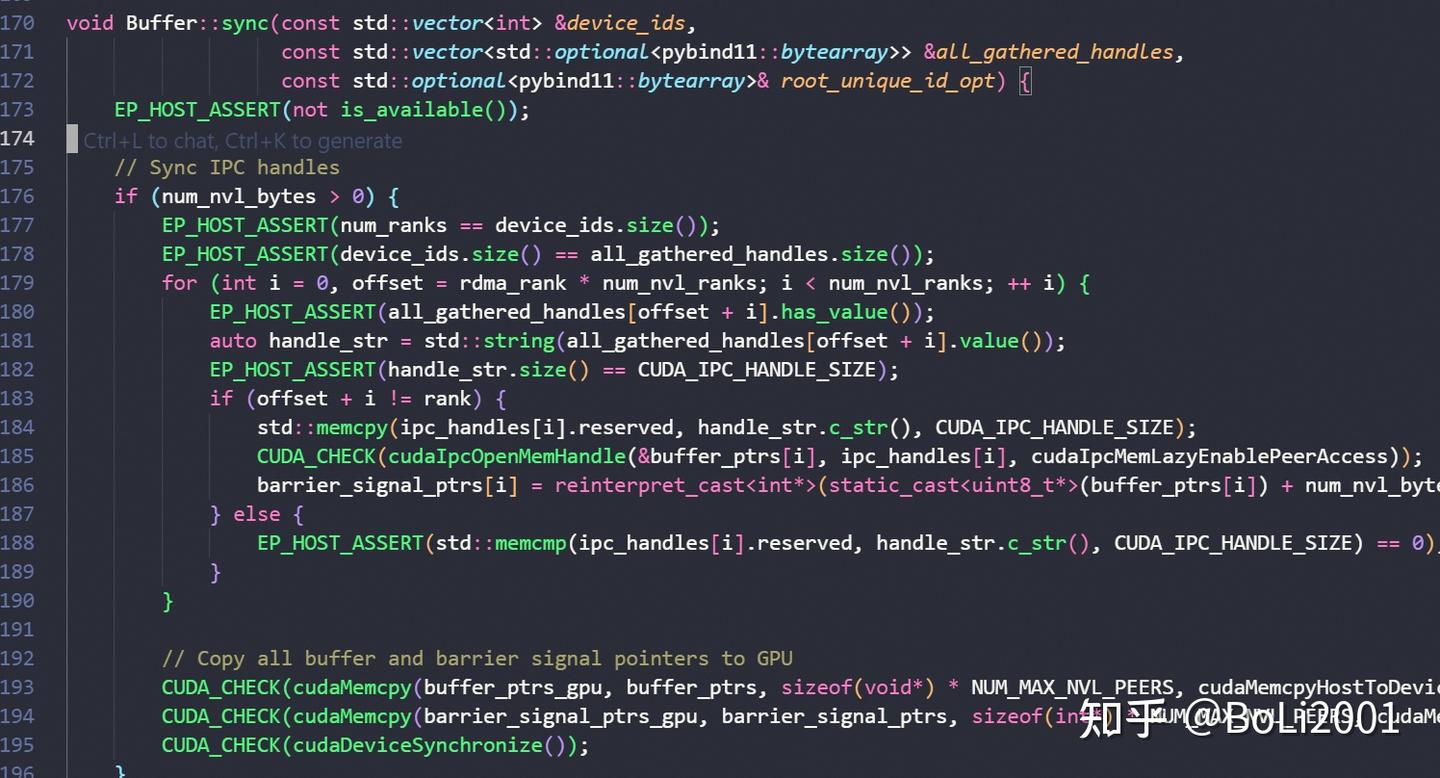 170 void Buffer::sync(const std::vector<int> &device_ids,
171 const std::vector<std::optional<pybind11::bytearray>> &all_gathered_handles,
172 const std::optional<pybind11::bytearray>& root_unique_id_opt) {
173 EP_HOST_ASSERT(not is_available());
174 Ctrl+L to chat, Ctrl+K to generate
175 // Sync IPC handles
176 if (num_nvl_bytes > 0) {
177 EP_HOST_ASSERT(num_ranks == device_ids.size());
178 EP_HOST_ASSERT(device_ids.size() == all_gathered_handles.size());
179 for (int i = 0, offset = rdma_rank * num_nvl_ranks; i < num_nvl_ranks; ++ i) {
180 EP_HOST_ASSERT(all_gathered_handles[offset + i].has_value());
181 auto handle_str = std::string(all_gathered_handles[offset + i].value());
182 EP_HOST_ASSERT(handle_str.size() == CUDA_IPC_HANDLE_SIZE);
183 if (offset + i != rank) {
184 std::memcpy(ipc_handles[i].reserved, handle_str.c_str(), CUDA_IPC_HANDLE_SIZE);
185 CUDA_CHECK(cudaIpcOpenMemHandle(&buffer_ptrs[i], ipc_handles[i], cudaIpcMemLazyEnablePeerAccess));
186 barrier_signal_ptrs[i] = reinterpret_cast<int*>(static_cast<uint8_t*>(buffer_ptrs[i]) + num_nvl_byte
187 } else {
188 EP_HOST_ASSERT(std::memcmp(ipc_handles[i].reserved, handle_str.c_str(), CUDA_IPC_HANDLE_SIZE) == 0)
189 }
190 }
191
192 // Copy all buffer and barrier signal pointers to GPU
193 CUDA_CHECK(cudaMemcpy(buffer_ptrs_gpu, buffer_ptrs, sizeof(void*) * NUM_MAX_NVL_PEERS, cudaMemcpyHostToDevic
194 CUDA_CHECK(cudaMemcpy(barrier_signal_ptrs_gpu, barrier_signal_ptrs, sizeof(int*) * NUM_MAX_NVL_PEERS, cudaM
195 CUDA_CHECK(cudaDeviceSynchronize());
196 }
知乎 @BoLi2001